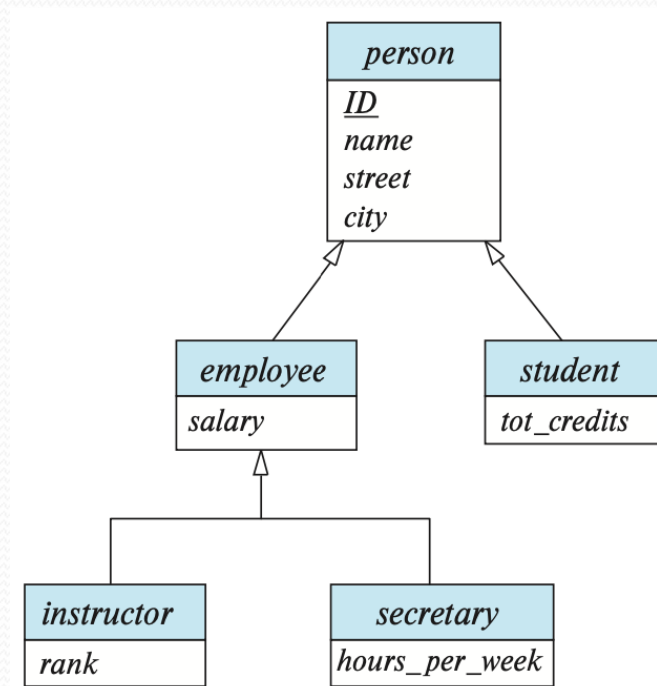 person
ID
name
street
city
employee
salary
student
tot_credits
instructor
rank
secretary
hours_per_week